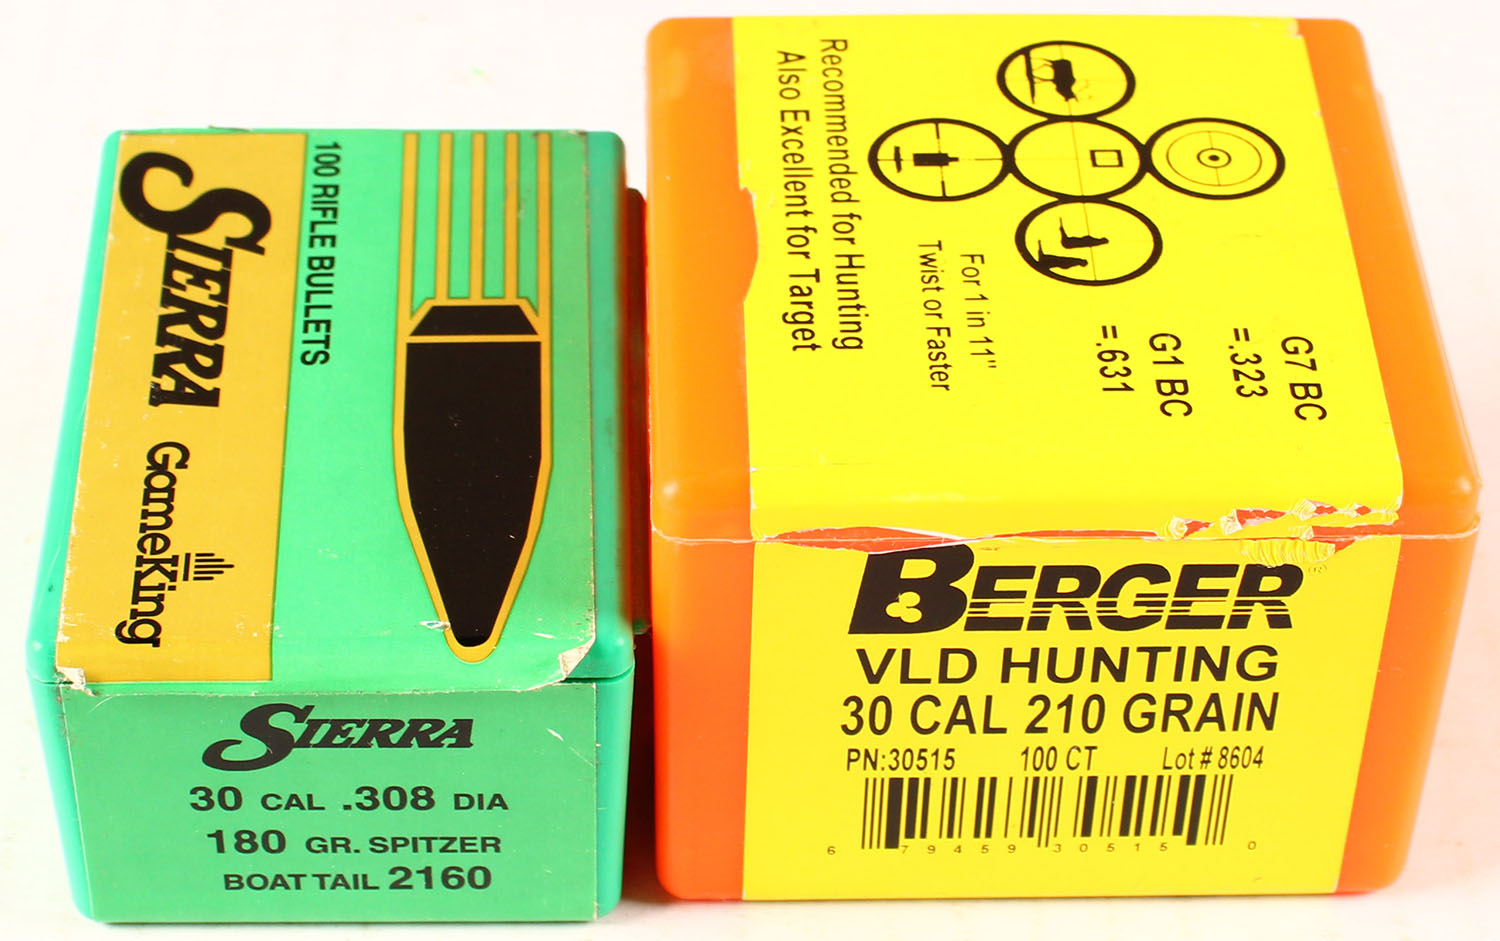 SIERRA
GameKing
100 RIFLE BULLETS
SIERRA
30 CAL .308 DIA
180 GR. SPITZER
BOAT TAIL 2160
Recommended for Hunting
Also Excellent for Target
For 1 in 11"
Twist or Faster
G7 BC
=.323
G1 BC
=.631
BERGER
VLD HUNTING
30 CAL 210 GRAIN
PN:30515 100 CT Lot # 8604
6 79459 30515 0